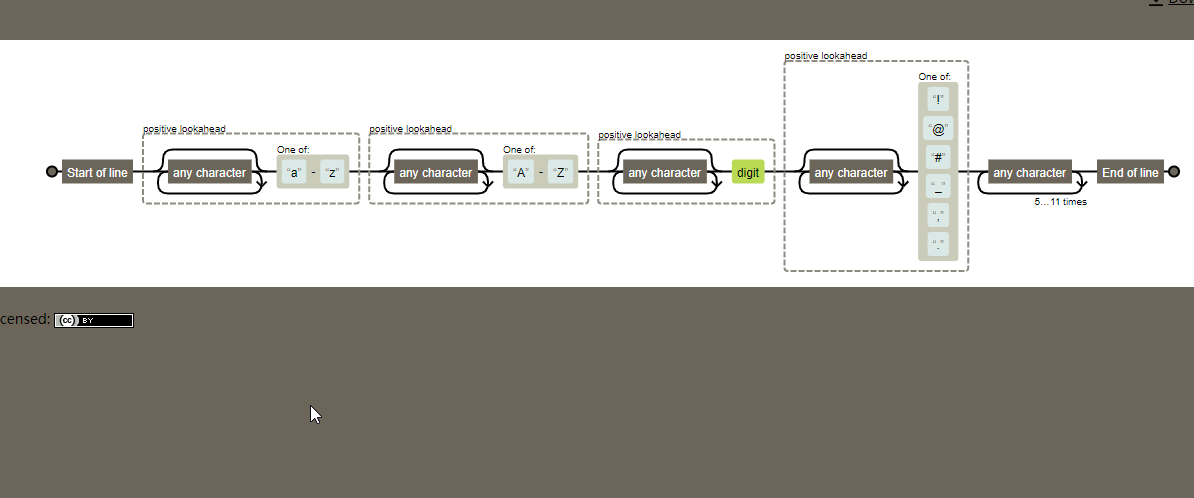 positive lookahead
One of:
“!”
“@”
“#”
“_”
“,”
“.”
positive lookahead
One of:
positive lookahead
One of:
positive lookahead
Start of line
any character
“a” - “z”
any character
“A” - “Z”
any character
digit
any character
any character
End of line
5...11 times
censed:
cc BY